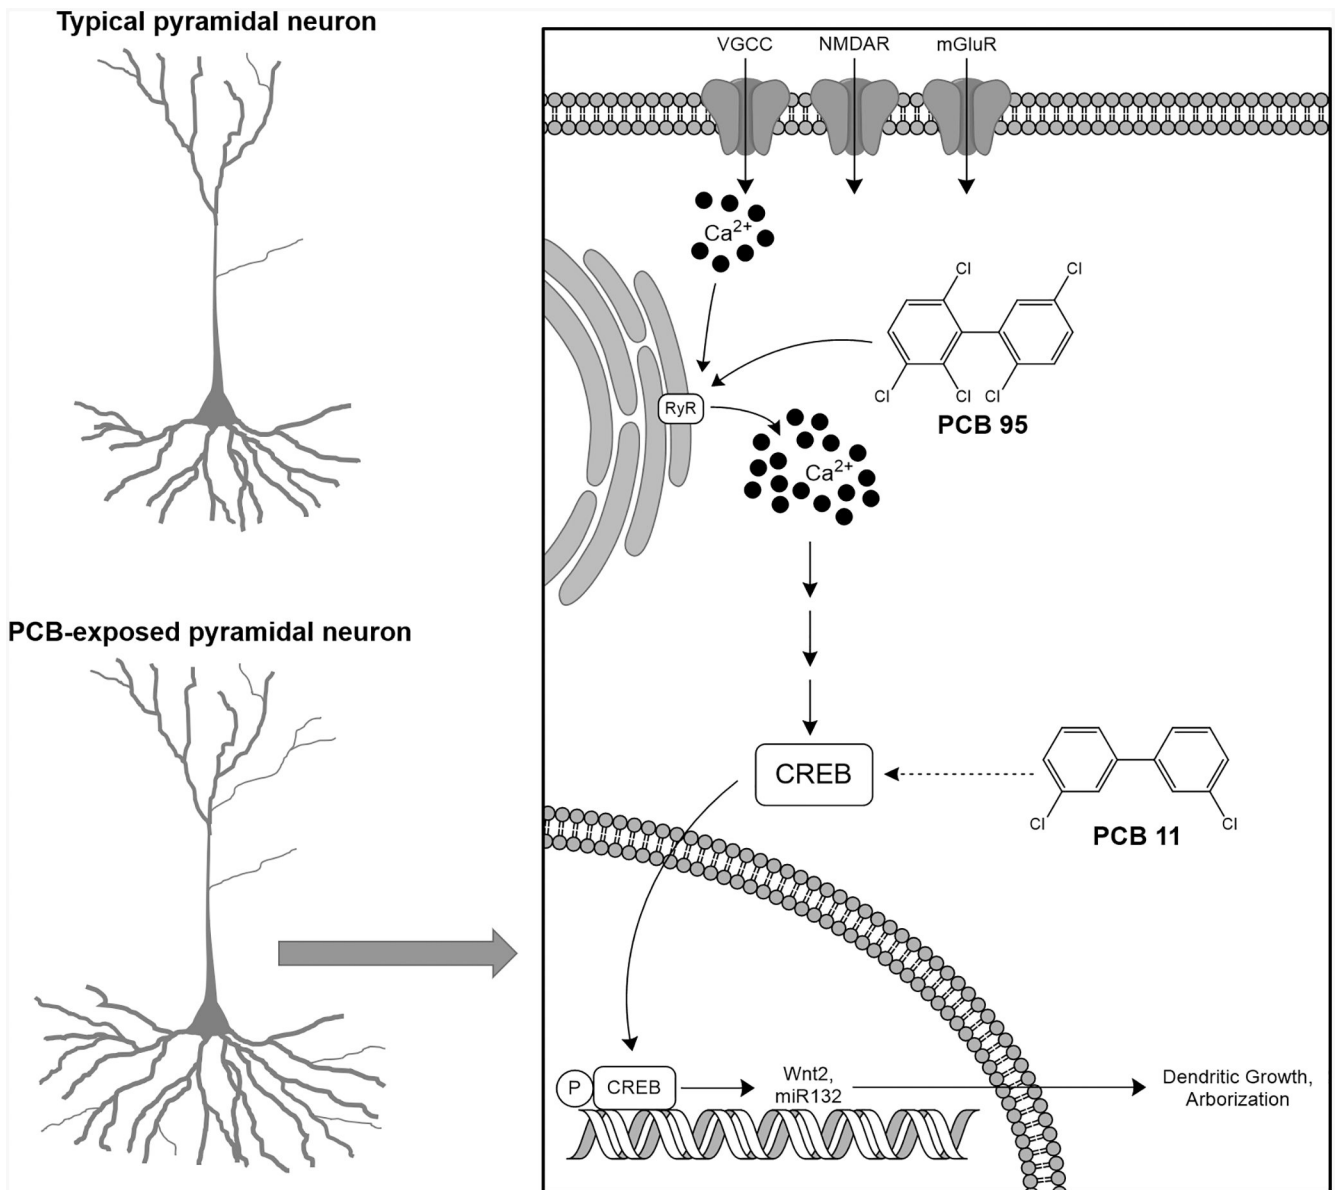 Typical pyramidal neuron
VGCC
NMDAR
mGluR
Ca2+
Cl
Cl
Cl
Cl
Cl
PCB 95
RyR
Ca2+
PCB-exposed pyramidal neuron
CREB
Cl
Cl
PCB 11
P
CREB
Wnt2,
miR132
Dendritic Growth,
Arborization